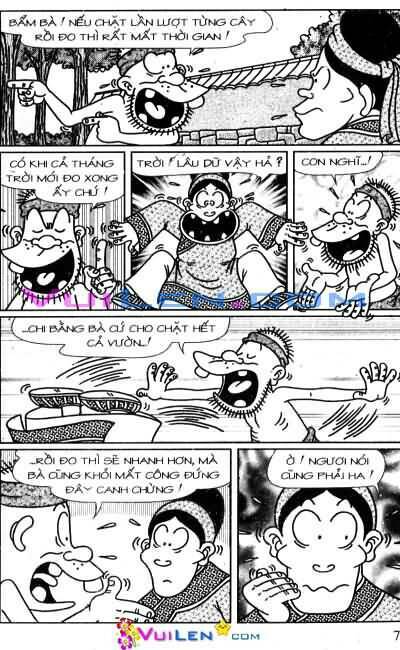 BẨM BÀ! NẾU CHẶT LẦN LƯỢT TỪNG CÂY
RỒI ĐO THÌ RẤT MẤT THỜI GIAN!
CÓ KHI CẢ THÁNG
TRỜI MỚI ĐO XONG
ẤY CHỨ!
TRỜI! LÂU DỮ VẬY HẢ?
CON NGHĨ...!
VUILEN.COM
...CHI BẰNG BÀ CỨ CHO CHẶT HẾT
CẢ VƯỜN...!
...RỒI ĐO THÌ SẼ NHANH HƠN, MÀ
BÀ CŨNG KHỎI MẤT CÔNG ĐỨNG
ĐÂY CANH CHỪNG!
Ờ! NGƯƠI NÓI
CŨNG PHẢI HA!
7
VUILEN.COM